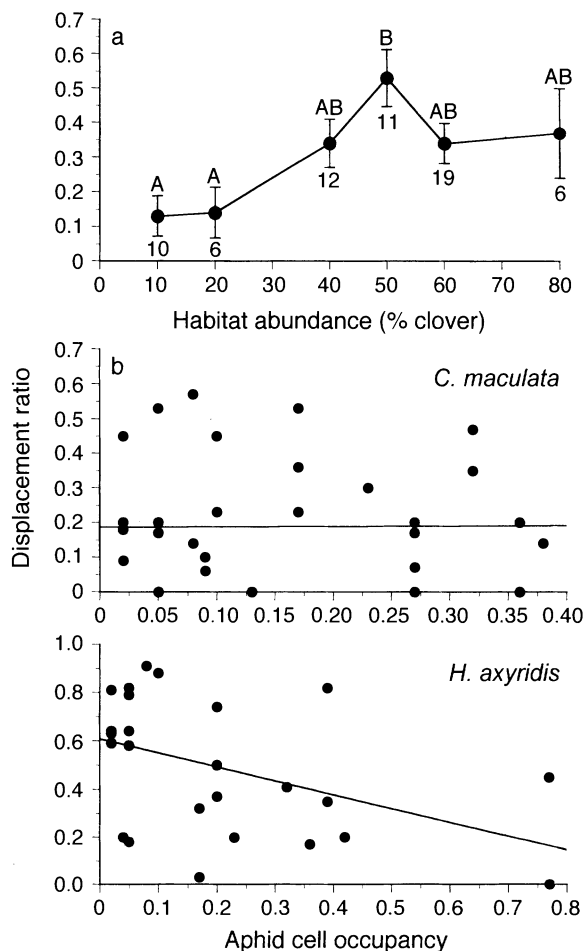 0.7
a
B
0.6
AB
0.5
AB
AB
0.4
11
0.3
A
A
12
19
0.2
6
0.1
10
6
0
0 10 20 30 40 50 60 70 80
Habitat abundance (% clover)
0.7
b
C. maculata
0.6
0.5
0.4
0.3
0.2
0.1
0
0 0.05 0.10 0.15 0.20 0.25 0.30 0.35 0.40
Displacement ratio
1.0
H. axyridis
0.8
0.6
0.4
0.2
0.0
0 0.1 0.2 0.3 0.4 0.5 0.6 0.7 0.8
Aphid cell occupancy